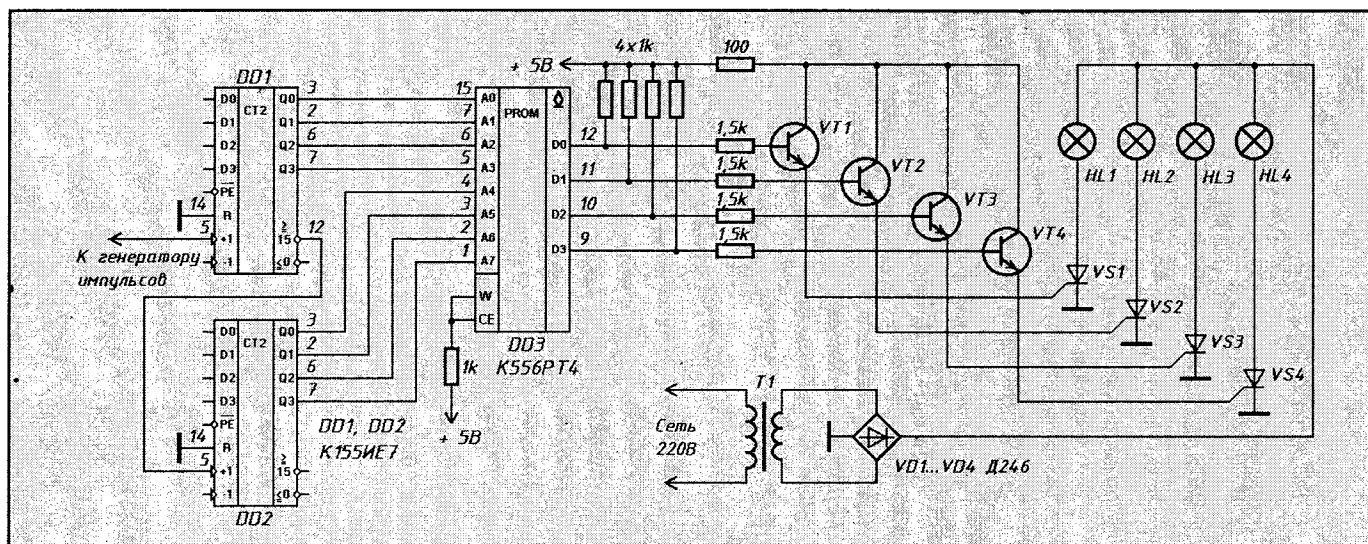 DD1
CT2
D0
D1
D2
D3
PE
R
+1
-1
Q0
Q1
Q2
Q3
≥15
≤0
3
2
6
7
14
5
12
К генератору
импульсов
DD2
CT2
D0
D1
D2
D3
PE
R
+1
-1
Q0
Q1
Q2
Q3
≥15
≤0
3
2
6
7
14
5
DD1, DD2
К155ИЕ7
15
7
6
5
4
3
2
1
A0
A1
A2
A3
A4
A5
A6
A7
W
CE
PROM
D0
D1
D2
D3
12
11
10
9
DD3
К556РТ4
1k
+ 5В
+ 5В
4x1k
100
1,5k
1,5k
1,5k
1,5k
VT1
VT2
VT3
VT4
HL1
HL2
HL3
HL4
VS1
VS2
VS3
VS4
T1
Сеть
220В
VD1...VD4 Д246